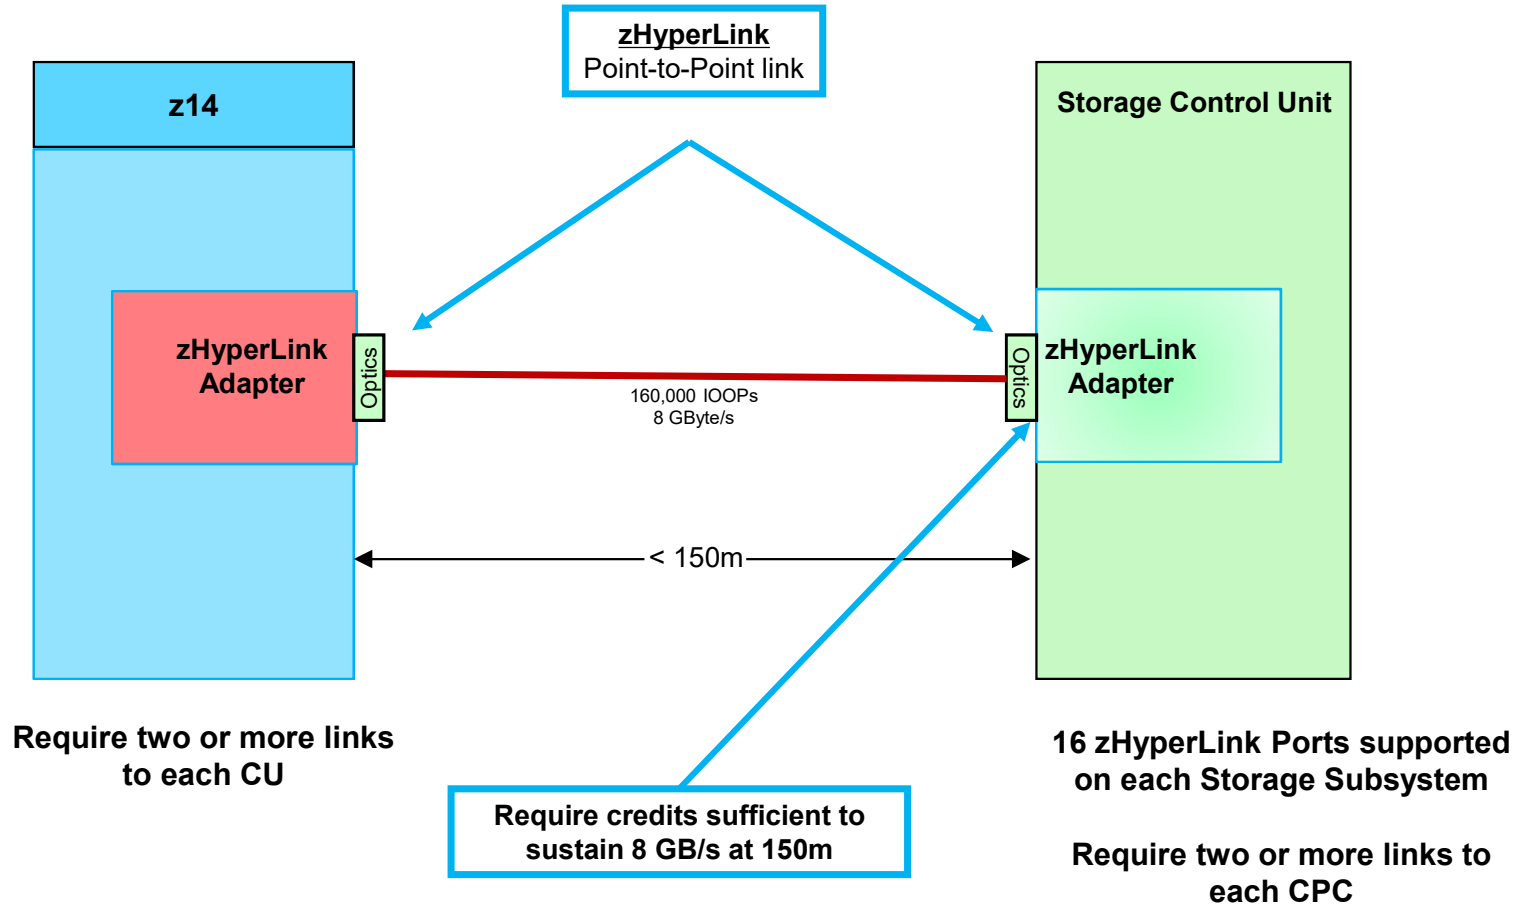 zHyperLink
Point-to-Point link
z14
Storage Control Unit
zHyperLink
Adapter
Optics
160,000 IOOPs
8 GByte/s
Optics
zHyperLink
Adapter
< 150m
Require two or more links
to each CU
Require credits sufficient to
sustain 8 GB/s at 150m
16 zHyperLink Ports supported
on each Storage Subsystem
Require two or more links to
each CPC